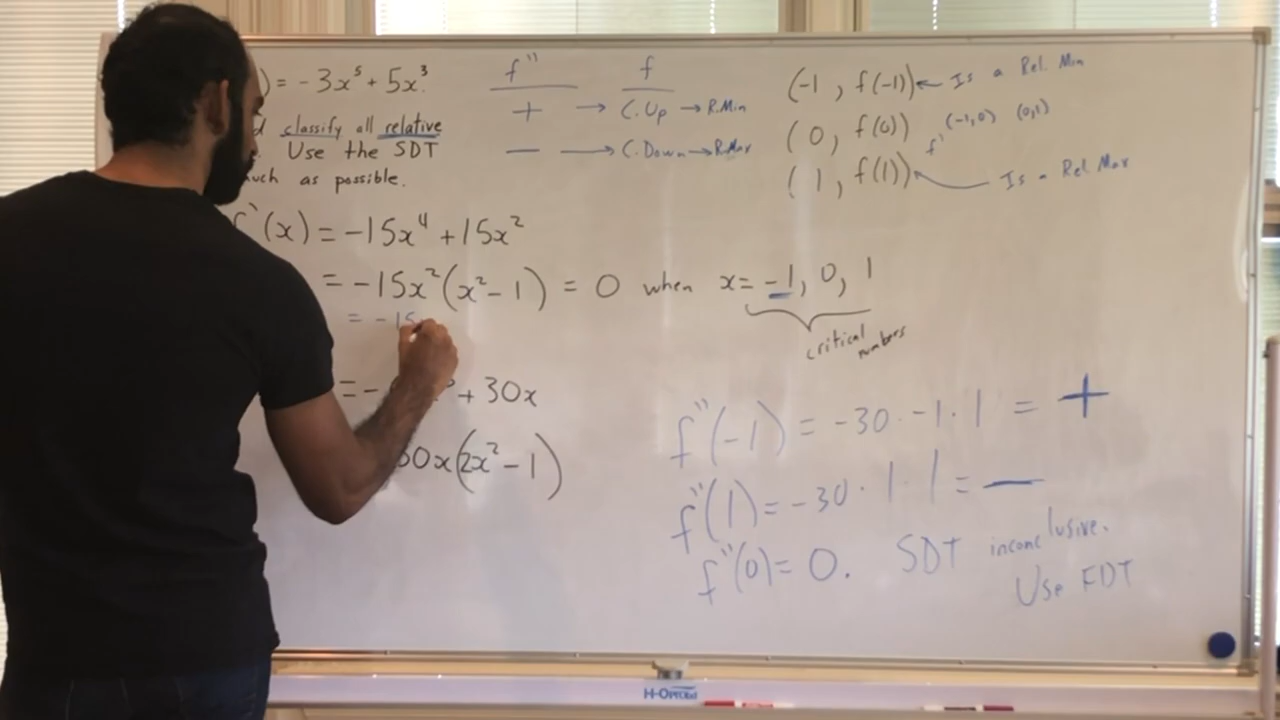 ) = -3x⁵ + 5x³.
classify all relative
Use the SDT
much as possible.
f'' f
+ → C.Up → R.Min
— → C.Down → R.Max
(-1, f(-1)) ← Is a Rel. Min
(0, f(0)) f' (-1,0) (0,1)
(1, f(1)) ← Is a Rel Max
f'(x) = -15x⁴ + 15x²
= -15x²(x² - 1) = 0 when x = -1, 0, 1
critical numbers
= -15
= - + 30x
30x(2x² - 1)
f''(-1) = -30 · -1 · 1 = +
f''(1) = -30 · 1 · 1 = —
f''(0) = 0. SDT inconclusive.
Use FDT
H-Opticed